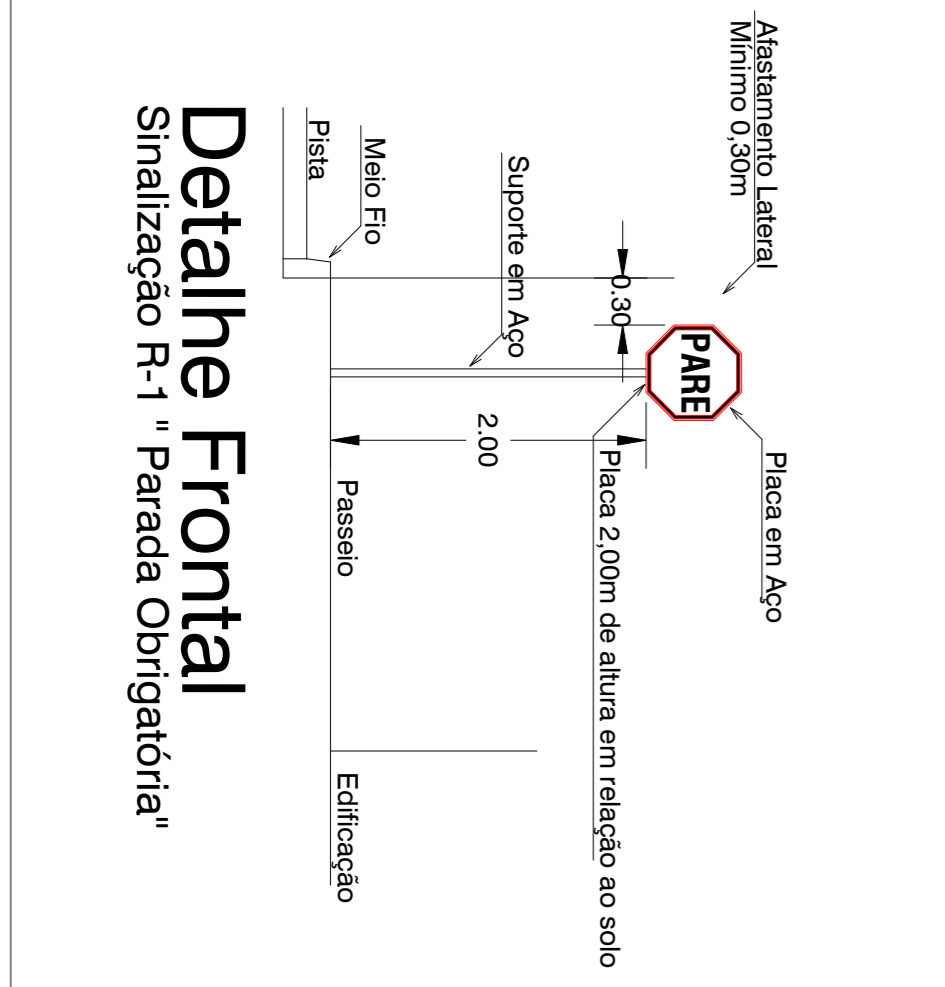 Afastamento Lateral
Mínimo 0,30m
PARE
Placa em Aço
0.30
Placa 2,00m de altura em relação ao solo
Suporte em Aço
2.00
Meio Fio
Pista
Passeio
Edificação
Detalhe Frontal
Sinalização R-1 " Parada Obrigatória"